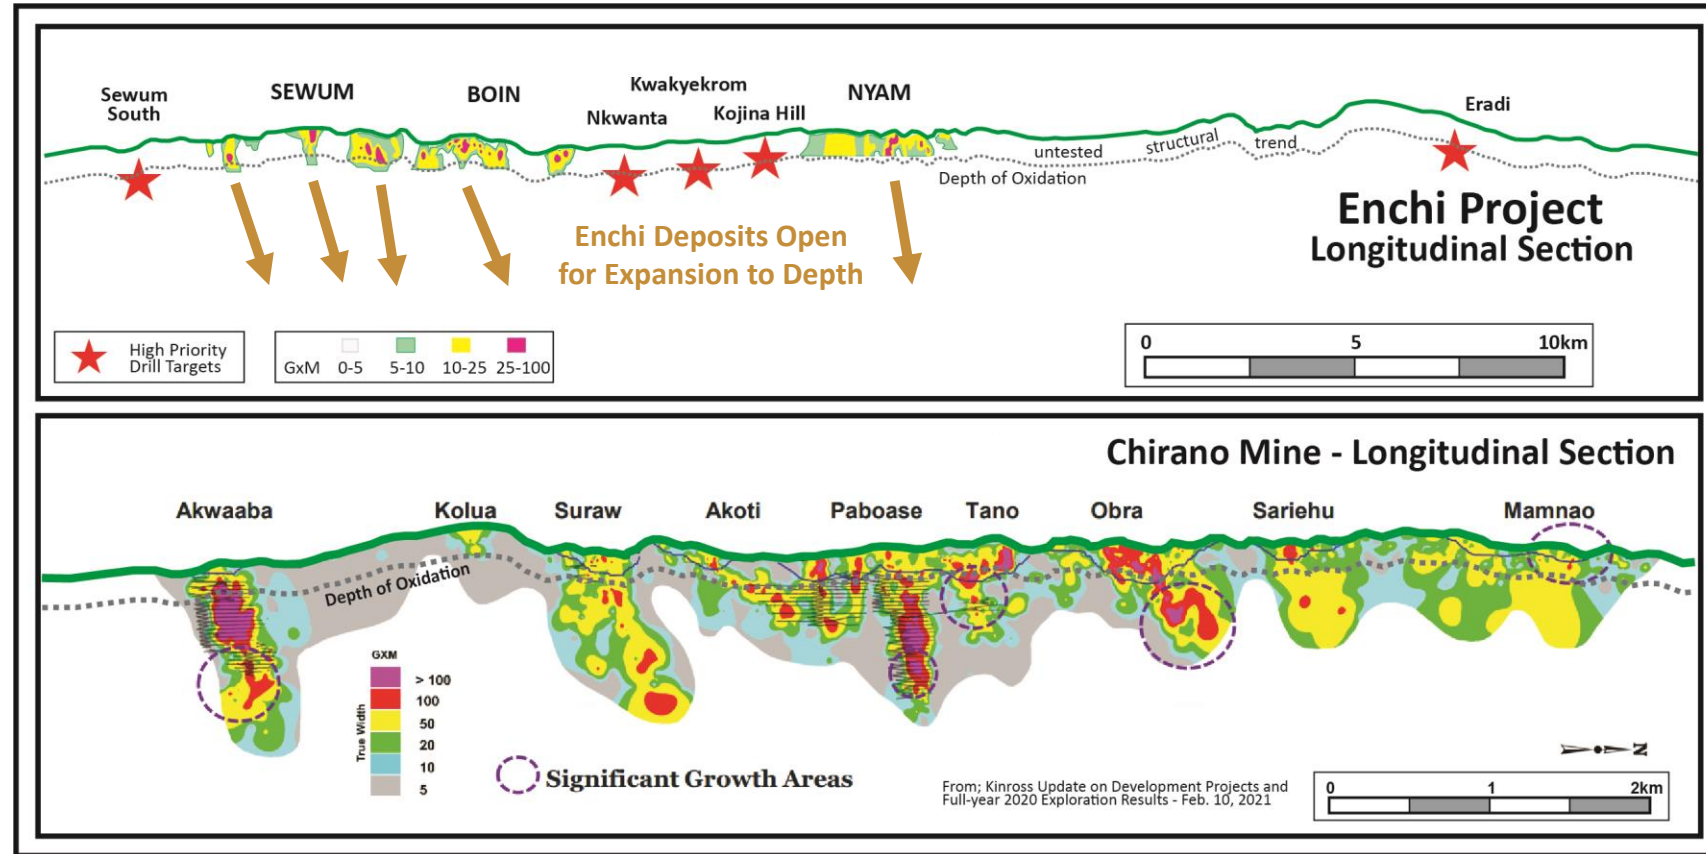 Sewum
South
SEWUM
BOIN
Nkwanta
Kwakyekrom
Kojina Hill
NYAM
Eradi
untested structural trend
Depth of Oxidation
Enchi Deposits Open
for Expansion to Depth
Enchi Project
Longitudinal Section
High Priority
Drill Targets
GxM 0-5 5-10 10-25 25-100
0 5 10km
Chirano Mine - Longitudinal Section
Akwaaba Kolua Suraw Akoti Paboase Tano Obra Sariehu Mamnao
Depth of Oxidation
GXM
True Width
> 100
100
50
20
10
5
Significant Growth Areas
From; Kinross Update on Development Projects and
Full-year 2020 Exploration Results - Feb. 10, 2021
N
0 1 2km